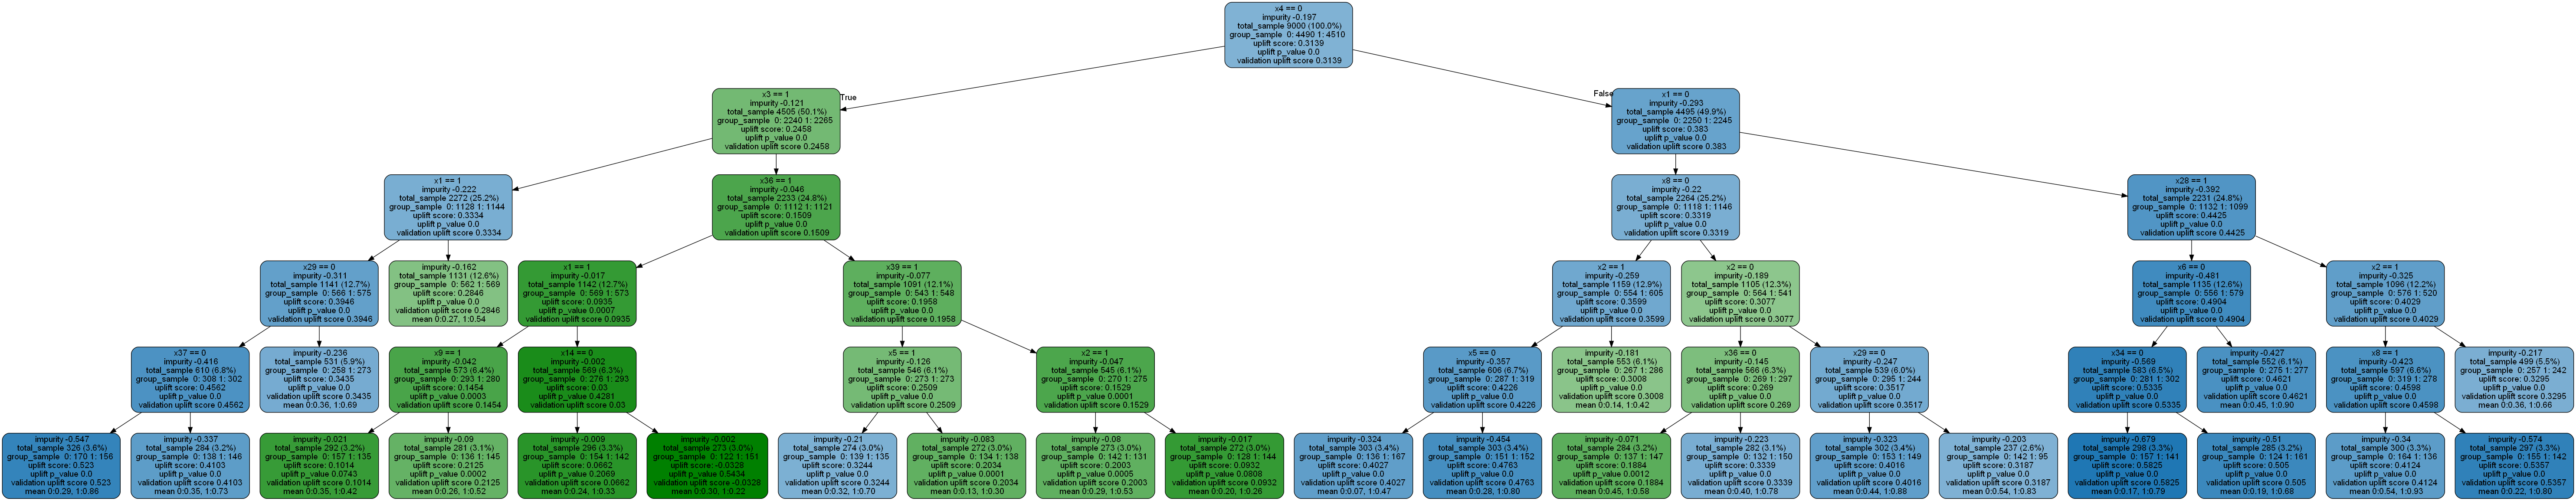 x4 == 0
impurity -0.197
total_sample 9000 (100.0%)
group_sample 0: 4490 1: 4510
uplift score: 0.3139
uplift p_value 0.0
validation uplift score 0.3139
True
False
x3 == 1
impurity -0.121
total_sample 4505 (50.1%)
group_sample 0: 2240 1: 2265
uplift score: 0.2458
uplift p_value 0.0
validation uplift score 0.2458
x1 == 0
impurity -0.293
total_sample 4495 (49.9%)
group_sample 0: 2250 1: 2245
uplift score: 0.383
uplift p_value 0.0
validation uplift score 0.383
x1 == 1
impurity -0.222
total_sample 2272 (25.2%)
group_sample 0: 1128 1: 1144
uplift score: 0.3334
uplift p_value 0.0
validation uplift score 0.3334
x36 == 1
impurity -0.046
total_sample 2233 (24.8%)
group_sample 0: 1112 1: 1121
uplift score: 0.1509
uplift p_value 0.0
validation uplift score 0.1509
x8 == 0
impurity -0.22
total_sample 2264 (25.2%)
group_sample 0: 1118 1: 1146
uplift score: 0.3319
uplift p_value 0.0
validation uplift score 0.3319
x28 == 1
impurity -0.392
total_sample 2231 (24.8%)
group_sample 0: 1132 1: 1099
uplift score: 0.4425
uplift p_value 0.0
validation uplift score 0.4425
x29 == 0
impurity -0.311
total_sample 1141 (12.7%)
group_sample 0: 566 1: 575
uplift score: 0.3946
uplift p_value 0.0
validation uplift score 0.3946
impurity -0.162
total_sample 1131 (12.6%)
group_sample 0: 562 1: 569
uplift score: 0.2846
uplift p_value 0.0
validation uplift score 0.2846
mean 0:0.27, 1:0.54
x1 == 1
impurity -0.017
total_sample 1142 (12.7%)
group_sample 0: 569 1: 573
uplift score: 0.0935
uplift p_value 0.0007
validation uplift score 0.0935
x39 == 1
impurity -0.077
total_sample 1091 (12.1%)
group_sample 0: 543 1: 548
uplift score: 0.1958
uplift p_value 0.0
validation uplift score 0.1958
x2 == 1
impurity -0.259
total_sample 1159 (12.9%)
group_sample 0: 554 1: 605
uplift score: 0.3599
uplift p_value 0.0
validation uplift score 0.3599
x2 == 0
impurity -0.189
total_sample 1105 (12.3%)
group_sample 0: 564 1: 541
uplift score: 0.3077
uplift p_value 0.0
validation uplift score 0.3077
x6 == 0
impurity -0.481
total_sample 1135 (12.6%)
group_sample 0: 556 1: 579
uplift score: 0.4904
uplift p_value 0.0
validation uplift score 0.4904
x2 == 1
impurity -0.325
total_sample 1096 (12.2%)
group_sample 0: 576 1: 520
uplift score: 0.4029
uplift p_value 0.0
validation uplift score 0.4029
x37 == 0
impurity -0.416
total_sample 610 (6.8%)
group_sample 0: 308 1: 302
uplift score: 0.4562
uplift p_value 0.0
validation uplift score 0.4562
impurity -0.236
total_sample 531 (5.9%)
group_sample 0: 258 1: 273
uplift score: 0.3435
uplift p_value 0.0
validation uplift score 0.3435
mean 0:0.36, 1:0.69
x9 == 1
impurity -0.042
total_sample 573 (6.4%)
group_sample 0: 293 1: 280
uplift score: 0.1454
uplift p_value 0.0003
validation uplift score 0.1454
x14 == 0
impurity -0.002
total_sample 569 (6.3%)
group_sample 0: 276 1: 293
uplift score: 0.03
uplift p_value 0.4281
validation uplift score 0.03
x5 == 1
impurity -0.126
total_sample 546 (6.1%)
group_sample 0: 273 1: 273
uplift score: 0.2509
uplift p_value 0.0
validation uplift score 0.2509
x2 == 1
impurity -0.047
total_sample 545 (6.1%)
group_sample 0: 270 1: 275
uplift score: 0.1529
uplift p_value 0.0001
validation uplift score 0.1529
x5 == 0
impurity -0.357
total_sample 606 (6.7%)
group_sample 0: 287 1: 319
uplift score: 0.4226
uplift p_value 0.0
validation uplift score 0.4226
impurity -0.181
total_sample 553 (6.1%)
group_sample 0: 267 1: 286
uplift score: 0.3008
uplift p_value 0.0
validation uplift score 0.3008
mean 0:0.14, 1:0.42
x36 == 0
impurity -0.145
total_sample 566 (6.3%)
group_sample 0: 269 1: 297
uplift score: 0.269
uplift p_value 0.0
validation uplift score 0.269
x29 == 0
impurity -0.247
total_sample 539 (6.0%)
group_sample 0: 295 1: 244
uplift score: 0.3517
uplift p_value 0.0
validation uplift score 0.3517
x34 == 0
impurity -0.569
total_sample 583 (6.5%)
group_sample 0: 281 1: 302
uplift score: 0.5335
uplift p_value 0.0
validation uplift score 0.5335
impurity -0.427
total_sample 552 (6.1%)
group_sample 0: 275 1: 277
uplift score: 0.4621
uplift p_value 0.0
validation uplift score 0.4621
mean 0:0.45, 1:0.90
x8 == 1
impurity -0.423
total_sample 597 (6.6%)
group_sample 0: 319 1: 278
uplift score: 0.4598
uplift p_value 0.0
validation uplift score 0.4598
impurity -0.217
total_sample 499 (5.5%)
group_sample 0: 257 1: 242
uplift score: 0.3295
uplift p_value 0.0
validation uplift score 0.3295
mean 0:0.36, 1:0.66
impurity -0.547
total_sample 326 (3.6%)
group_sample 0: 170 1: 156
uplift score: 0.523
uplift p_value 0.0
validation uplift score 0.523
mean 0:0.29, 1:0.86
impurity -0.337
total_sample 284 (3.2%)
group_sample 0: 138 1: 146
uplift score: 0.4103
uplift p_value 0.0
validation uplift score 0.4103
mean 0:0.35, 1:0.73
impurity -0.021
total_sample 292 (3.2%)
group_sample 0: 157 1: 135
uplift score: 0.1014
uplift p_value 0.0743
validation uplift score 0.1014
mean 0:0.35, 1:0.42
impurity -0.09
total_sample 281 (3.1%)
group_sample 0: 136 1: 145
uplift score: 0.2125
uplift p_value 0.0002
validation uplift score 0.2125
mean 0:0.26, 1:0.52
impurity -0.009
total_sample 296 (3.3%)
group_sample 0: 154 1: 142
uplift score: 0.0662
uplift p_value 0.2069
validation uplift score 0.0662
mean 0:0.24, 1:0.33
impurity -0.002
total_sample 273 (3.0%)
group_sample 0: 122 1: 151
uplift score: -0.0328
uplift p_value 0.5434
validation uplift score -0.0328
mean 0:0.30, 1:0.22
impurity -0.21
total_sample 274 (3.0%)
group_sample 0: 139 1: 135
uplift score: 0.3244
uplift p_value 0.0
validation uplift score 0.3244
mean 0:0.32, 1:0.70
impurity -0.083
total_sample 272 (3.0%)
group_sample 0: 134 1: 138
uplift score: 0.2034
uplift p_value 0.0001
validation uplift score 0.2034
mean 0:0.13, 1:0.30
impurity -0.08
total_sample 273 (3.0%)
group_sample 0: 142 1: 131
uplift score: 0.2003
uplift p_value 0.0005
validation uplift score 0.2003
mean 0:0.29, 1:0.53
impurity -0.017
total_sample 272 (3.0%)
group_sample 0: 128 1: 144
uplift score: 0.0932
uplift p_value 0.0808
validation uplift score 0.0932
mean 0:0.20, 1:0.26
impurity -0.324
total_sample 303 (3.4%)
group_sample 0: 136 1: 167
uplift score: 0.4027
uplift p_value 0.0
validation uplift score 0.4027
mean 0:0.07, 1:0.47
impurity -0.454
total_sample 303 (3.4%)
group_sample 0: 151 1: 152
uplift score: 0.4763
uplift p_value 0.0
validation uplift score 0.4763
mean 0:0.28, 1:0.80
impurity -0.071
total_sample 284 (3.2%)
group_sample 0: 137 1: 147
uplift score: 0.1884
uplift p_value 0.0012
validation uplift score 0.1884
mean 0:0.45, 1:0.58
impurity -0.223
total_sample 282 (3.1%)
group_sample 0: 132 1: 150
uplift score: 0.3339
uplift p_value 0.0
validation uplift score 0.3339
mean 0:0.40, 1:0.78
impurity -0.323
total_sample 302 (3.4%)
group_sample 0: 153 1: 149
uplift score: 0.4016
uplift p_value 0.0
validation uplift score 0.4016
mean 0:0.44, 1:0.88
impurity -0.203
total_sample 237 (2.6%)
group_sample 0: 142 1: 95
uplift score: 0.3187
uplift p_value 0.0
validation uplift score 0.3187
mean 0:0.54, 1:0.83
impurity -0.679
total_sample 298 (3.3%)
group_sample 0: 157 1: 141
uplift score: 0.5825
uplift p_value 0.0
validation uplift score 0.5825
mean 0:0.17, 1:0.79
impurity -0.51
total_sample 285 (3.2%)
group_sample 0: 124 1: 161
uplift score: 0.505
uplift p_value 0.0
validation uplift score 0.505
mean 0:0.19, 1:0.68
impurity -0.34
total_sample 300 (3.3%)
group_sample 0: 164 1: 136
uplift score: 0.4124
uplift p_value 0.0
validation uplift score 0.4124
mean 0:0.54, 1:0.93
impurity -0.574
total_sample 297 (3.3%)
group_sample 0: 155 1: 142
uplift score: 0.5357
uplift p_value 0.0
validation uplift score 0.5357
mean 0:0.22, 1:0.80